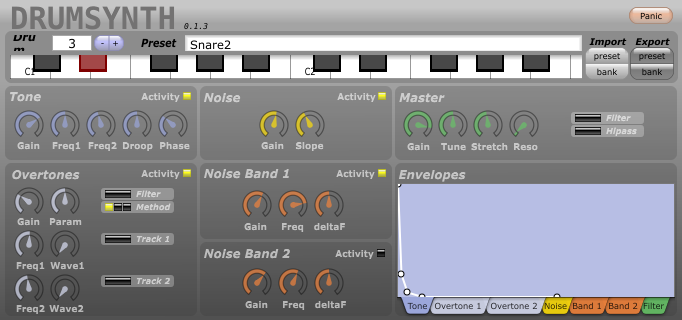 DRUMSYNTH 0.1.3 Panic
Drum 3 - + Preset Snare2 Import Export
preset preset
C1 C2 bank bank
Tone Activity Noise Activity Master
Filter
Hipass
Gain Freq1 Freq2 Droop Phase Gain Slope Gain Tune Stretch Reso
Overtones Activity Noise Band 1 Activity Envelopes
Filter
Method
Gain Param Gain Freq deltaF
Track 1
Freq1 Wave1 Noise Band 2 Activity
Track 2
Freq2 Wave2 Gain Freq deltaF
Tone Overtone 1 Overtone 2 Noise Band 1 Band 2 Filter